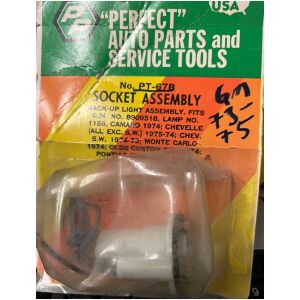 USA
"PERFECT"
AUTO PARTS and
SERVICE TOOLS
No. PT-67B
SOCKET ASSEMBLY
BACK-UP LIGHT ASSEMBLY. FITS
G.M. NO. 8909518. LAMP NO.
1156. CAMARO 1974; CHEVELLE
(ALL EXC. S.W.) 1975-74; CHEV.
S.W. 1974-73; MONTE CARLO
1974; OLDS CUSTOM
PONTIAC
GM
73-
75